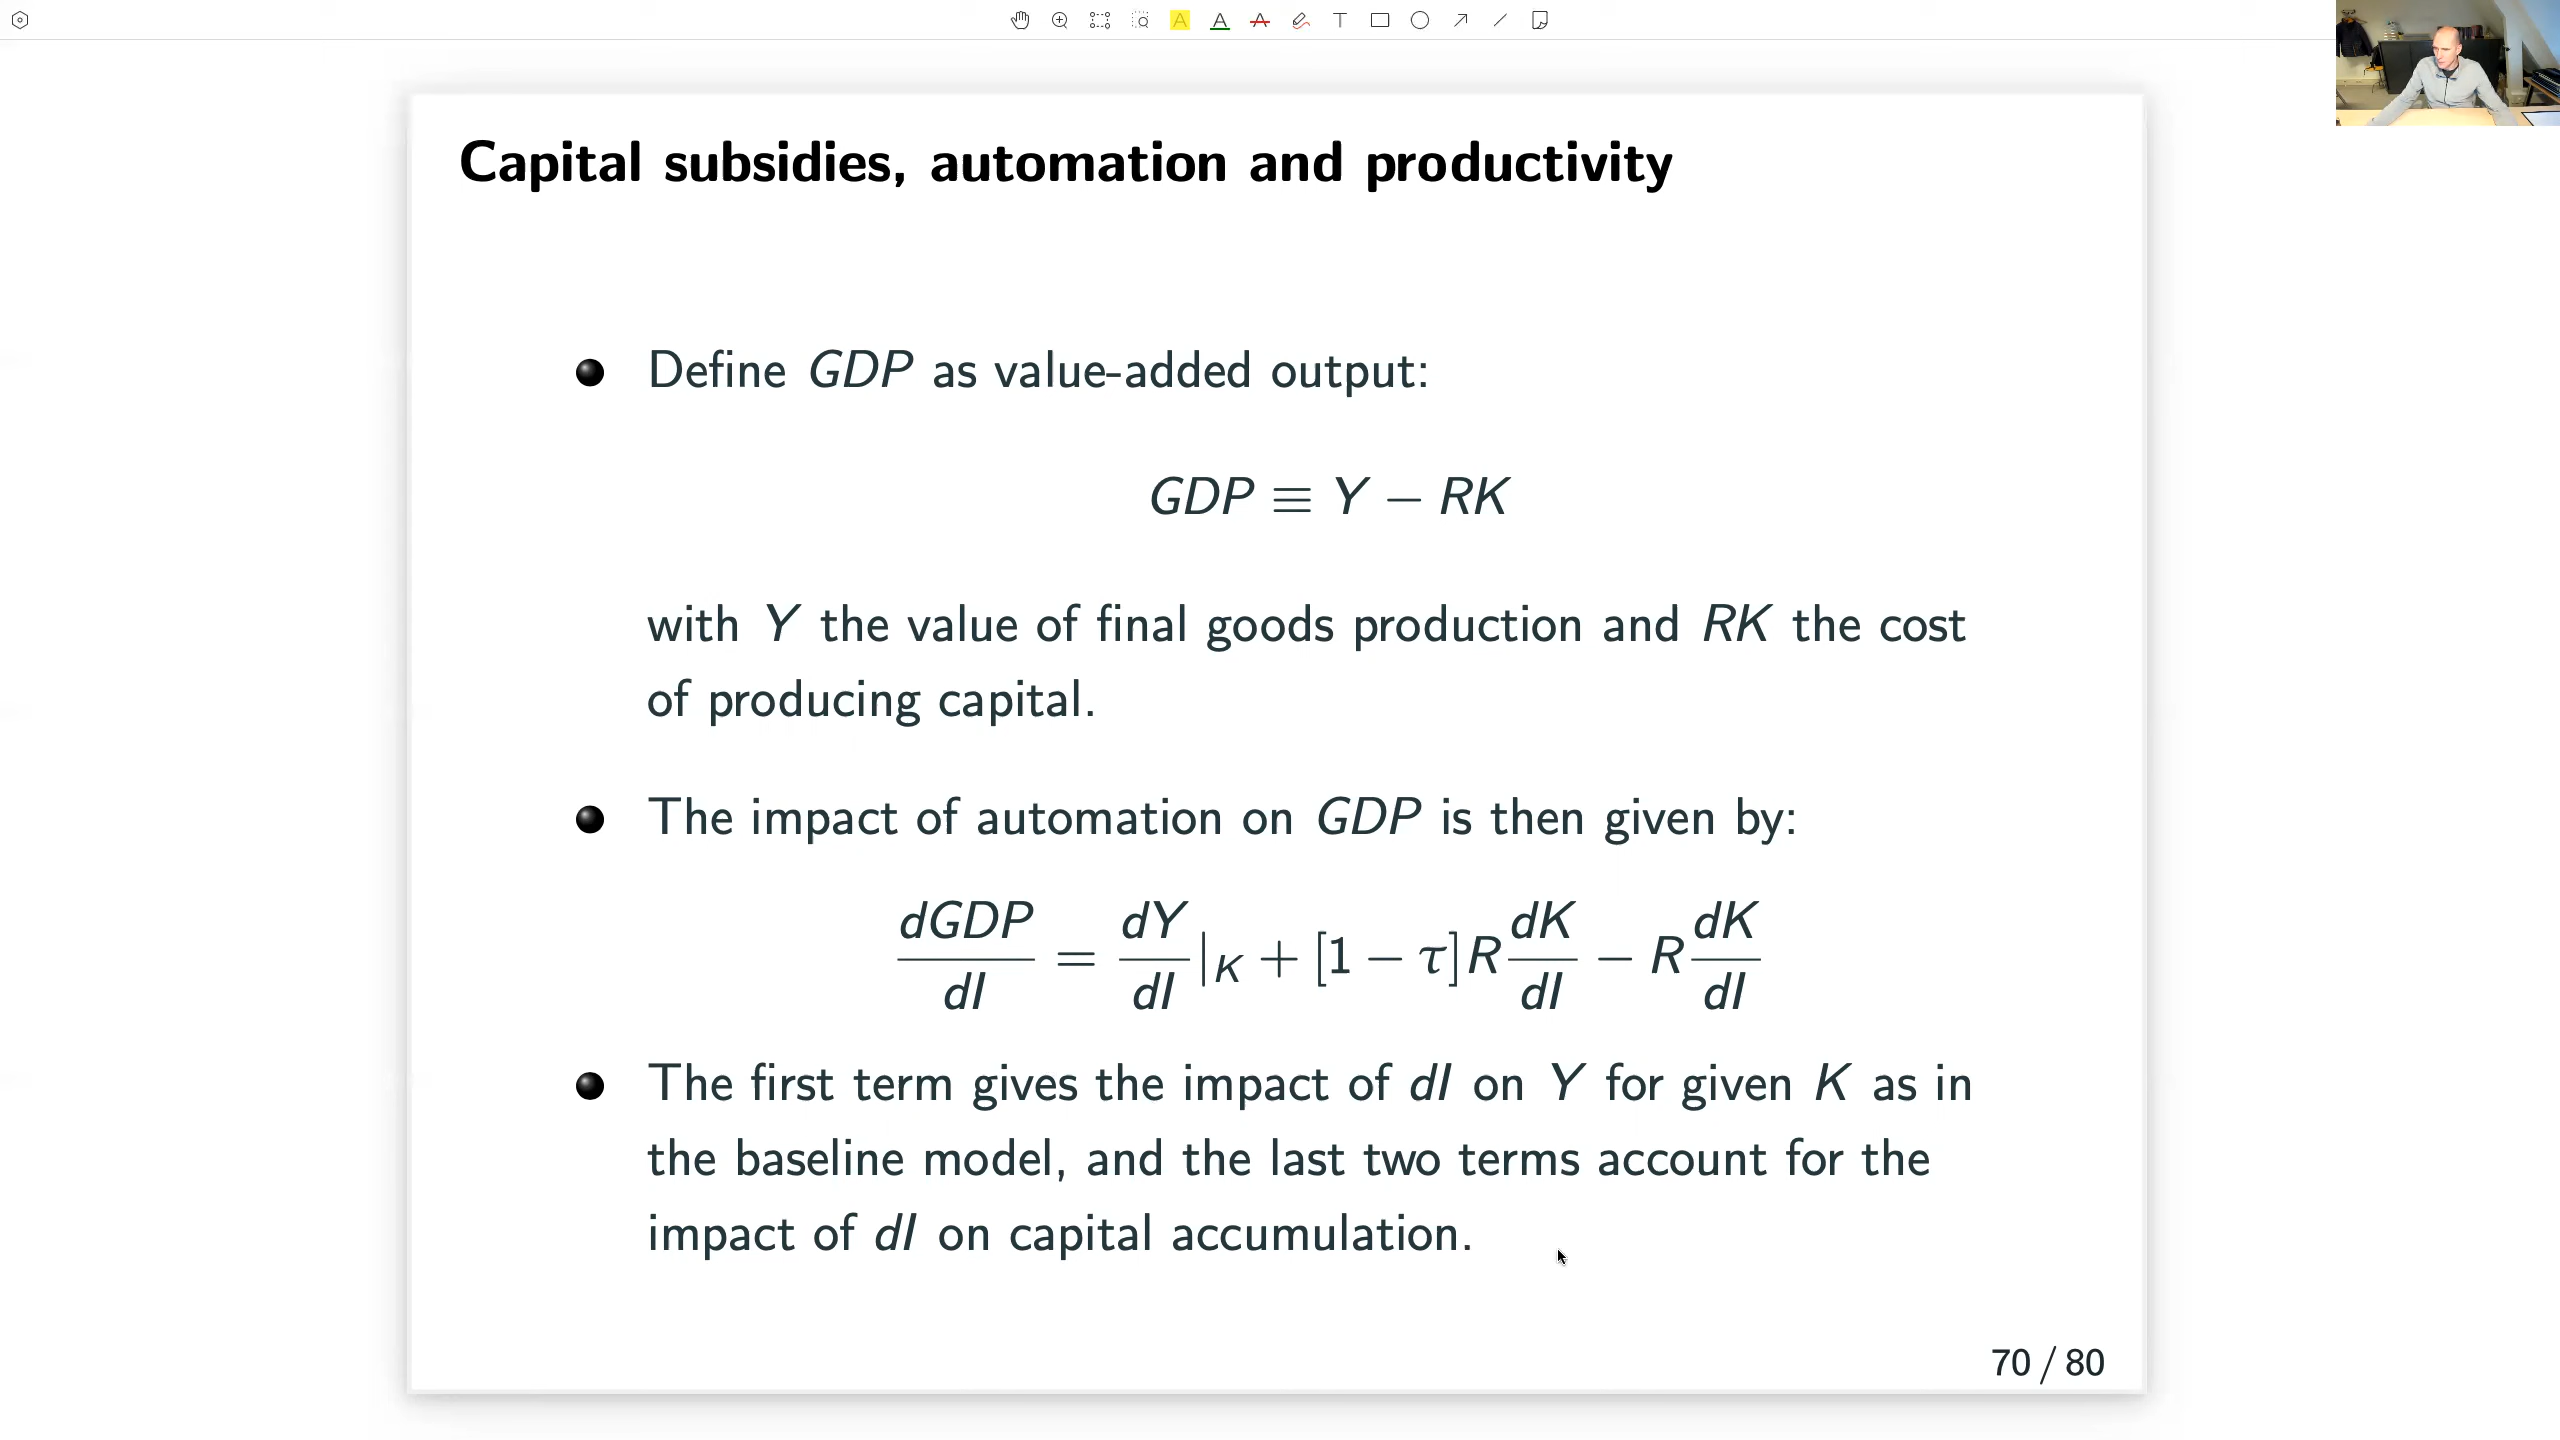 Capital subsidies, automation and productivity
Define GDP as value-added output:
GDP ≡ Y − RK
with Y the value of final goods production and RK the cost
of producing capital.
The impact of automation on GDP is then given by:
dGDP/dI = dY/dI |_K + [1 − τ]R dK/dI − R dK/dI
The first term gives the impact of dI on Y for given K as in
the baseline model, and the last two terms account for the
impact of dI on capital accumulation.
70 / 80